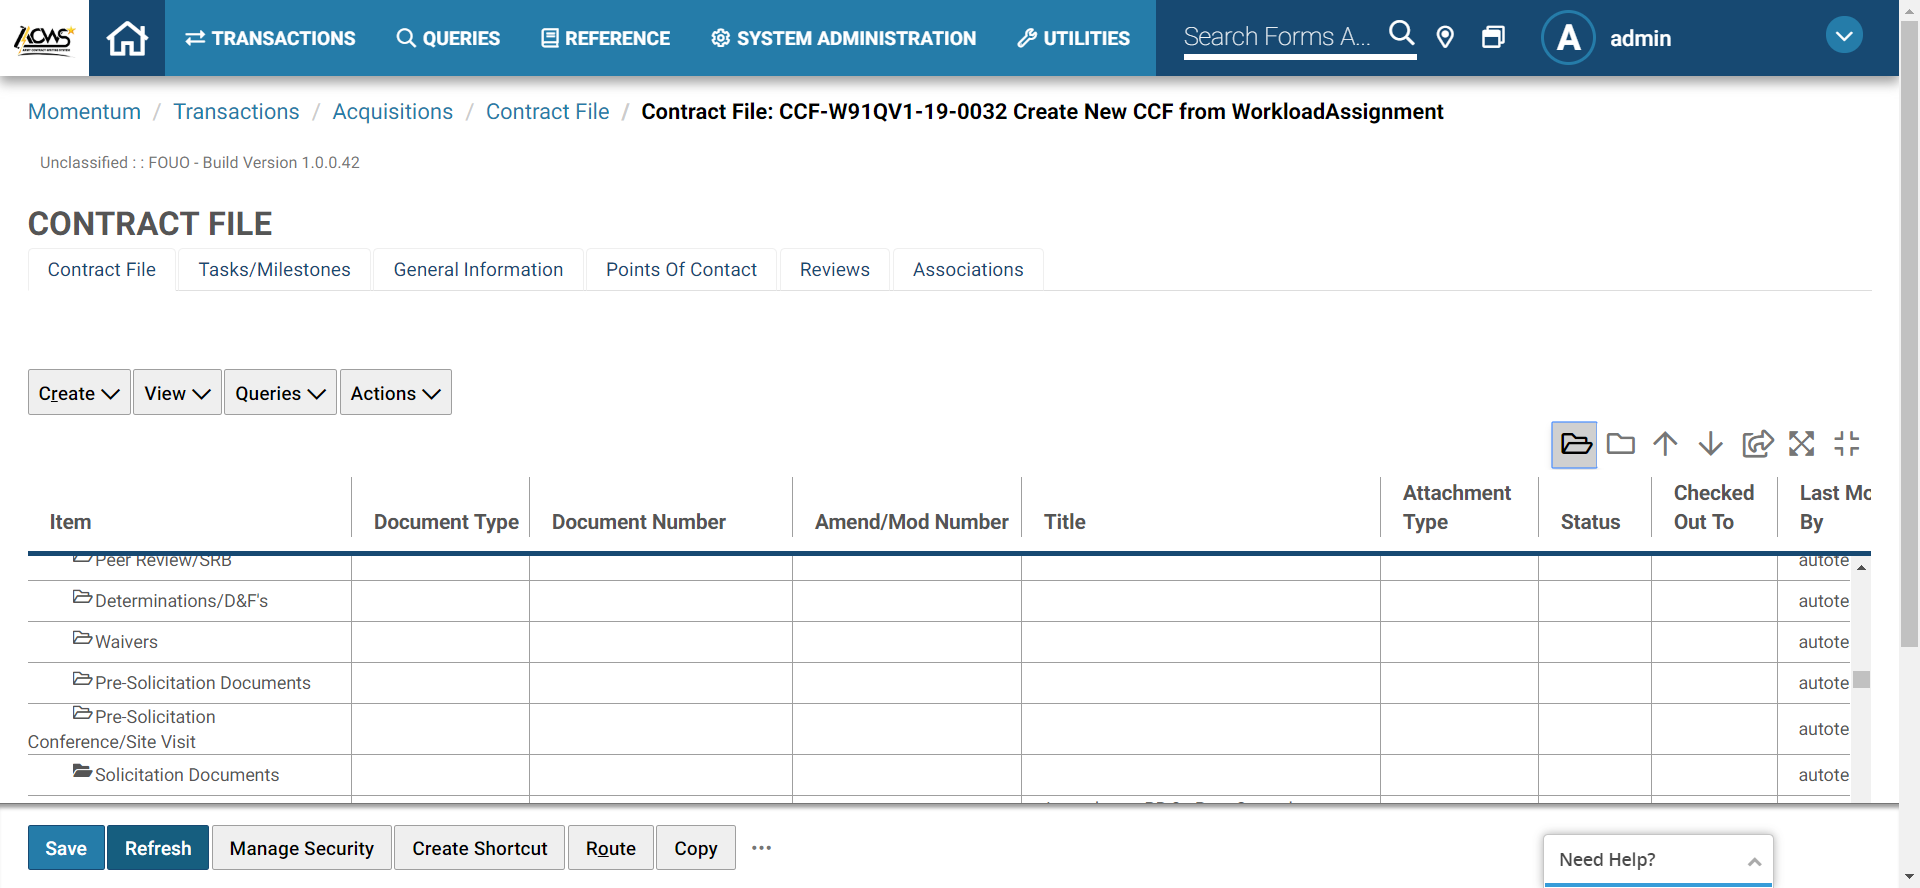 ACWS
TRANSACTIONS QUERIES REFERENCE SYSTEM ADMINISTRATION UTILITIES Search Forms A... A admin
Momentum / Transactions / Acquisitions / Contract File / Contract File: CCF-W91QV1-19-0032 Create New CCF from WorkloadAssignment
Unclassified : : FOUO - Build Version 1.0.0.42
CONTRACT FILE
Contract File Tasks/Milestones General Information Points Of Contact Reviews Associations
Create View Queries Actions
Item Document Type Document Number Amend/Mod Number Title Attachment Type Status Checked Out To Last Mo By
Peer Review/SRB autote
Determinations/D&F's autote
Waivers autote
Pre-Solicitation Documents autote
Pre-Solicitation
Conference/Site Visit autote
Solicitation Documents autote
Save Refresh Manage Security Create Shortcut Route Copy ...
Need Help?